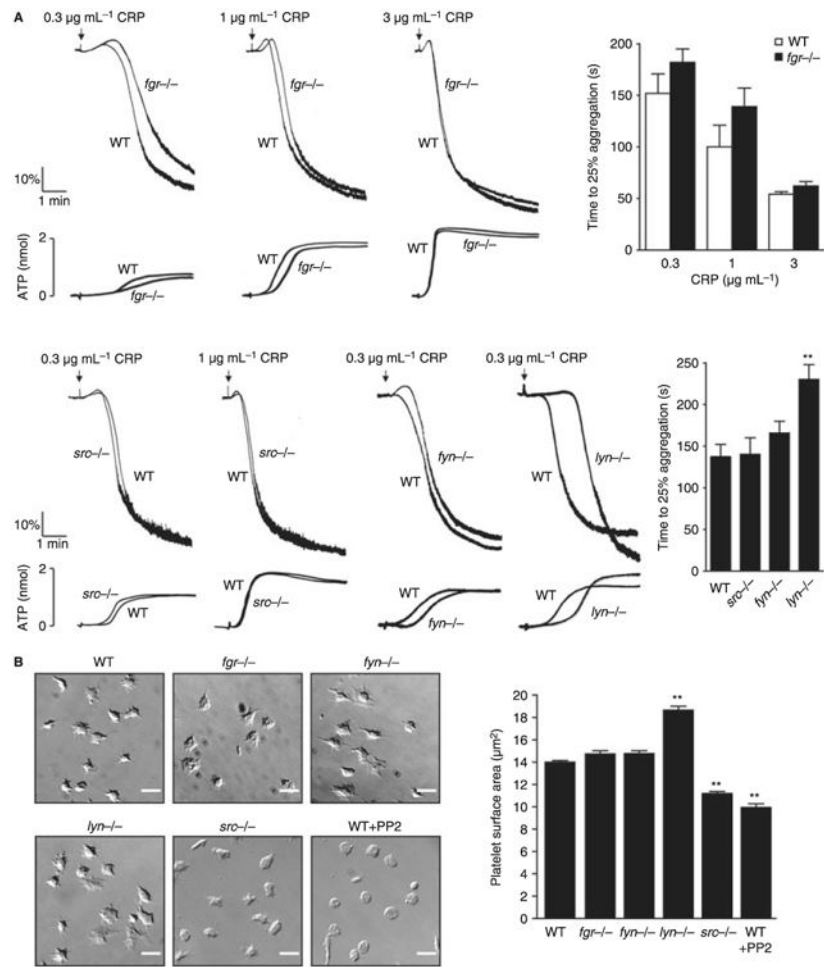 A
0.3 µg mL⁻¹ CRP
1 µg mL⁻¹ CRP
3 µg mL⁻¹ CRP
fgr–/–
WT
fgr–/–
WT
fgr–/–
WT
10%
1 min
ATP (nmol)
2
0
WT
fgr–/–
WT
fgr–/–
WT
fgr–/–
Time to 25% aggregation (s)
200
150
100
50
0
WT
fgr–/–
0.3 1 3
CRP (µg mL⁻¹)
0.3 µg mL⁻¹ CRP
1 µg mL⁻¹ CRP
0.3 µg mL⁻¹ CRP
0.3 µg mL⁻¹ CRP
src–/–
WT
src–/–
WT
fyn–/–
WT
lyn–/–
WT
10%
1 min
ATP (nmol)
2
0
src–/–
WT
WT
src–/–
WT
fyn–/–
WT
lyn–/–
Time to 25% aggregation (s)
250
200
150
100
50
0
**
WT src–/– fyn–/– lyn–/–
B
WT
fgr–/–
fyn–/–
lyn–/–
src–/–
WT+PP2
Platelet surface area (µm²)
20
18
16
14
12
10
8
6
4
2
0
**
**
**
WT fgr–/– fyn–/– lyn–/– src–/– WT
+PP2